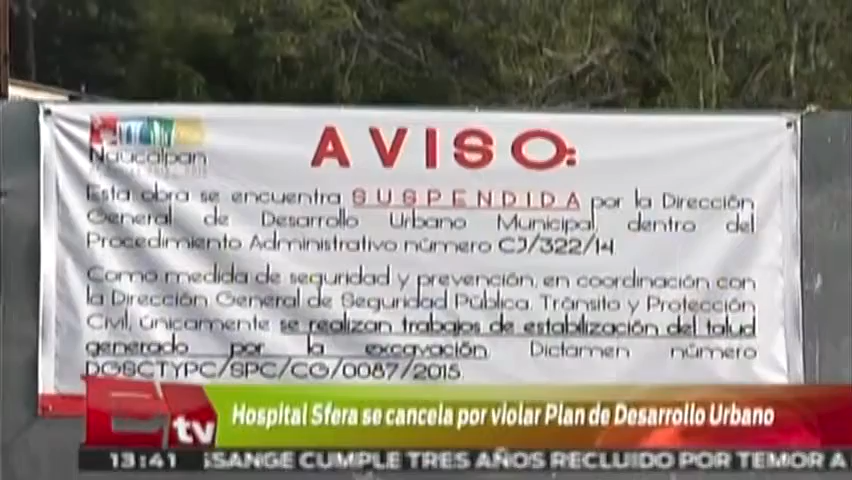 Naucalpan
AVISO:
Esta obra se encuentra SUSPENDIDA por la Dirección
General de Desarrollo Urbano Municipal, dentro del
Procedimiento Administrativo número CJ/322/14
Como medida de seguridad y prevención, en coordinación con
la Dirección General de Seguridad Pública, Tránsito y Protección
Civil, únicamente se realizan trabajos de estabilización del talud
generado por la excavación. Dictamen número
DGSCTYPC/SPC/CG/0087/2015.
Hospital Sfera se cancela por violar Plan de Desarrollo Urbano
tv
13:41 SSANGE CUMPLE TRES AÑOS RECLUIDO POR TEMOR A